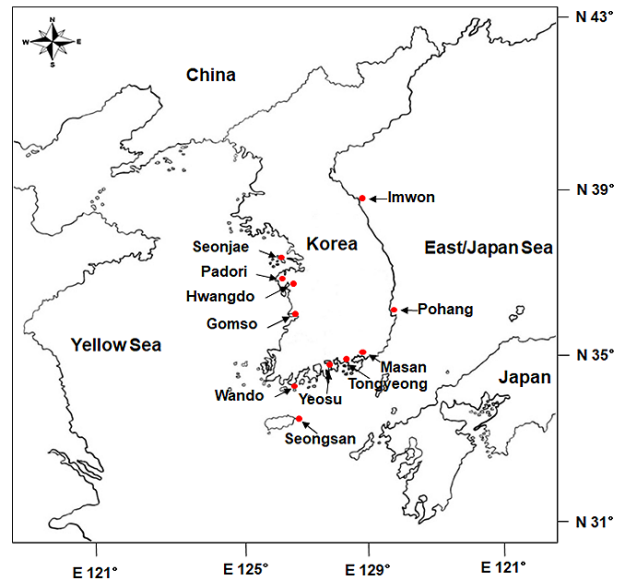 N
W E
S
N 43°
China
N 39°
Imwon
Seonjae
Korea
East/Japan Sea
Padori
Hwangdo
Pohang
Gomso
Yellow Sea
N 35°
Masan
Japan
Tongyeong
Wando
Yeosu
Seongsan
N 31°
E 121°
E 125°
E 129°
E 121°